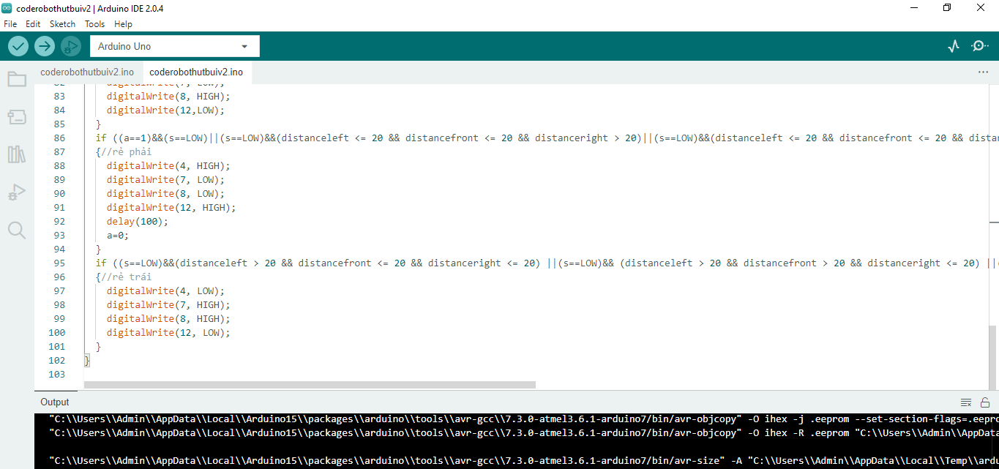 coderobothutbuiv2 | Arduino IDE 2.0.4
File Edit Sketch Tools Help
Arduino Uno
coderobothutbuiv2.ino coderobothutbuiv2.ino
82 digitalWrite(7, LOW);
83 digitalWrite(8, HIGH);
84 digitalWrite(12,LOW);
85 }
86 if ((a==1)&&(s==LOW)||(s==LOW)&&(distanceleft <= 20 && distancefront <= 20 && distanceright > 20)||(s==LOW)&&(distanceleft <= 20 && distancefront <= 20 && distan
87 {//rẻ phải
88 digitalWrite(4, HIGH);
89 digitalWrite(7, LOW);
90 digitalWrite(8, LOW);
91 digitalWrite(12, HIGH);
92 delay(100);
93 a=0;
94 }
95 if ((s==LOW)&&(distanceleft > 20 && distancefront <= 20 && distanceright <= 20) ||(s==LOW)&& (distanceleft > 20 && distancefront > 20 && distanceright <= 20) ||(
96 {//rẻ trái
97 digitalWrite(4, LOW);
98 digitalWrite(7, HIGH);
99 digitalWrite(8, HIGH);
100 digitalWrite(12, LOW);
101 }
102 }
103
Output
"C:\\Users\\Admin\\AppData\\Local\\Arduino15\\packages\\arduino\\tools\\avr-gcc\\7.3.0-atmel3.6.1-arduino7/bin/avr-objcopy" -O ihex -j .eeprom --set-section-flags=.eepro
"C:\\Users\\Admin\\AppData\\Local\\Arduino15\\packages\\arduino\\tools\\avr-gcc\\7.3.0-atmel3.6.1-arduino7/bin/avr-objcopy" -O ihex -R .eeprom "C:\\Users\\Admin\\AppData
"C:\\Users\\Admin\\AppData\\Local\\Arduino15\\packages\\arduino\\tools\\avr-gcc\\7.3.0-atmel3.6.1-arduino7/bin/avr-size" -A "C:\\Users\\Admin\\AppData\\Local\\Temp\\ard